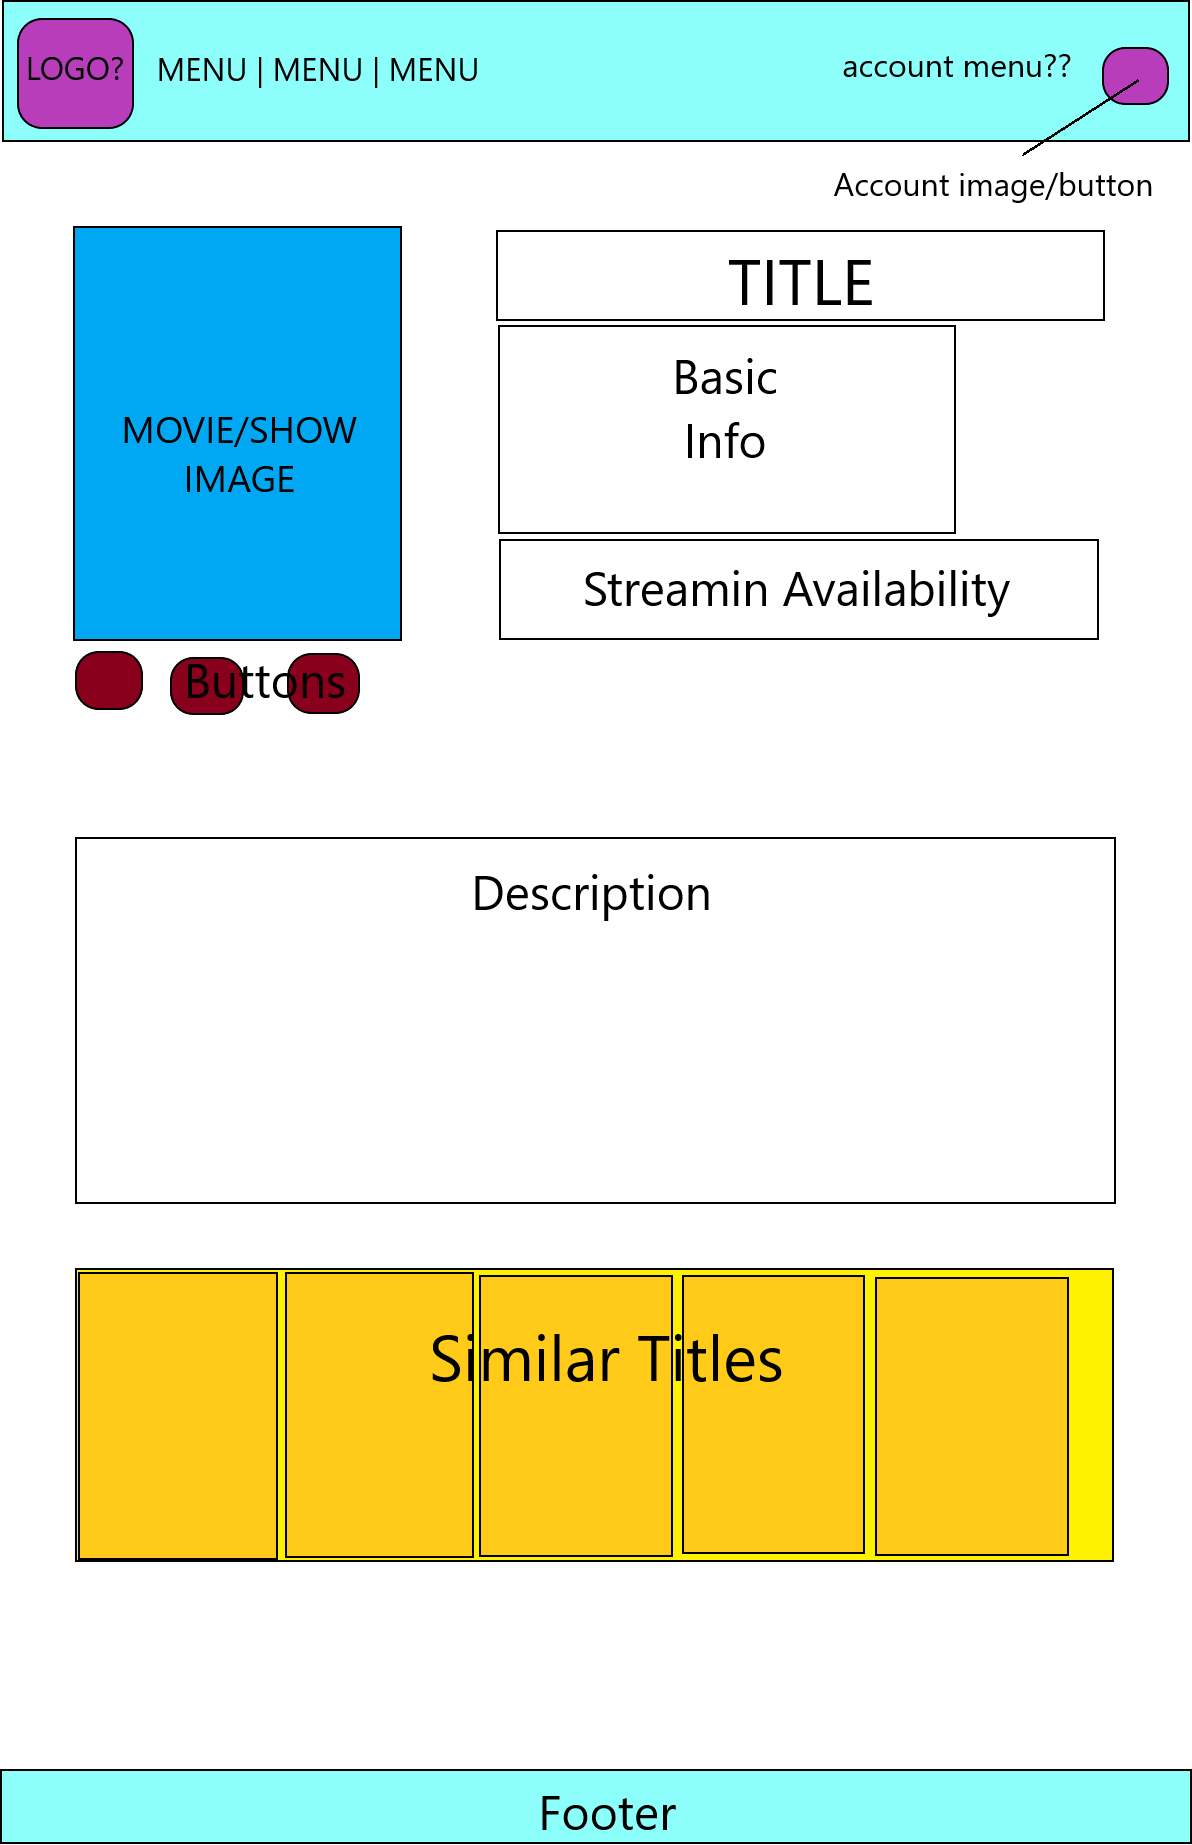 LOGO? MENU | MENU | MENU account menu??
Account image/button
TITLE
MOVIE/SHOW
IMAGE
Basic
Info
Streamin Availability
Buttons
Description
Similar Titles
Footer